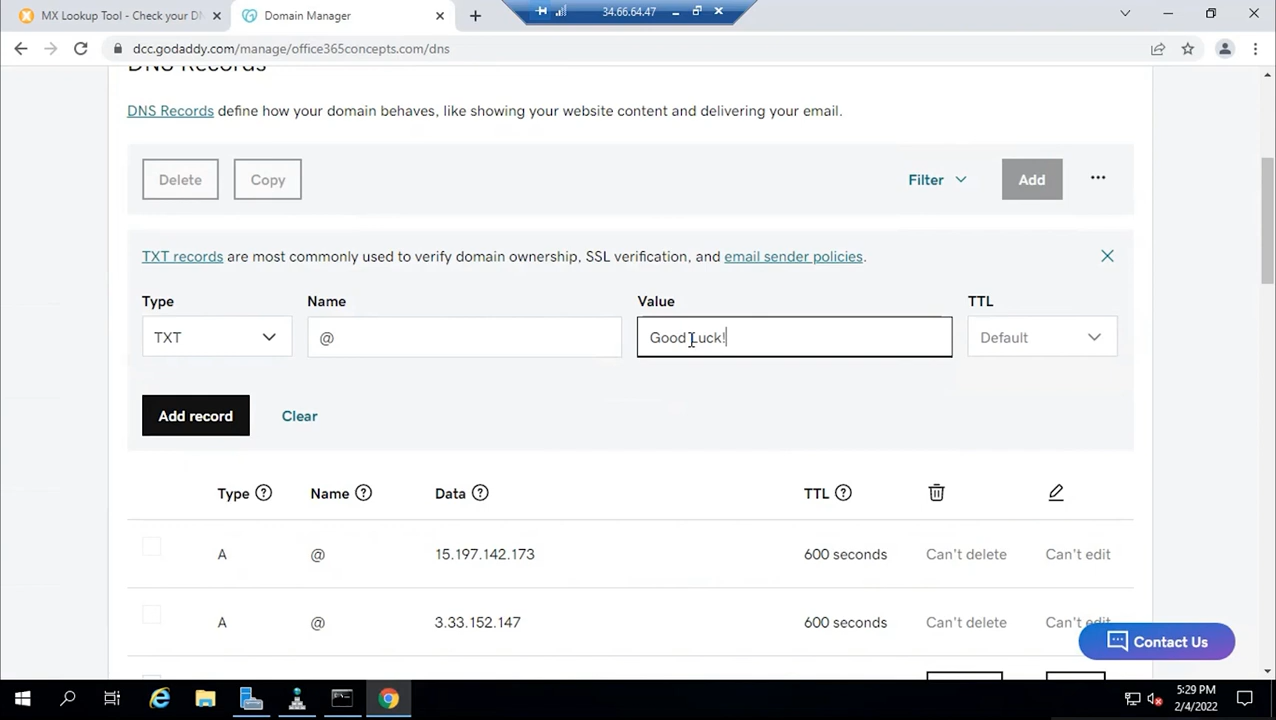 MX Lookup Tool - Check your DN
Domain Manager
34.66.64.47
dcc.godaddy.com/manage/office365concepts.com/dns
DNS Records
DNS Records define how your domain behaves, like showing your website content and delivering your email.
Delete
Copy
Filter
Add
TXT records are most commonly used to verify domain ownership, SSL verification, and email sender policies.
Type
Name
Value
TTL
TXT
@
Good Luck!
Default
Add record
Clear
Type
Name
Data
TTL
A
@
15.197.142.173
600 seconds
Can't delete
Can't edit
A
@
3.33.152.147
600 seconds
Can't delete
Can't edit
Contact Us
5:29 PM
2/4/2022